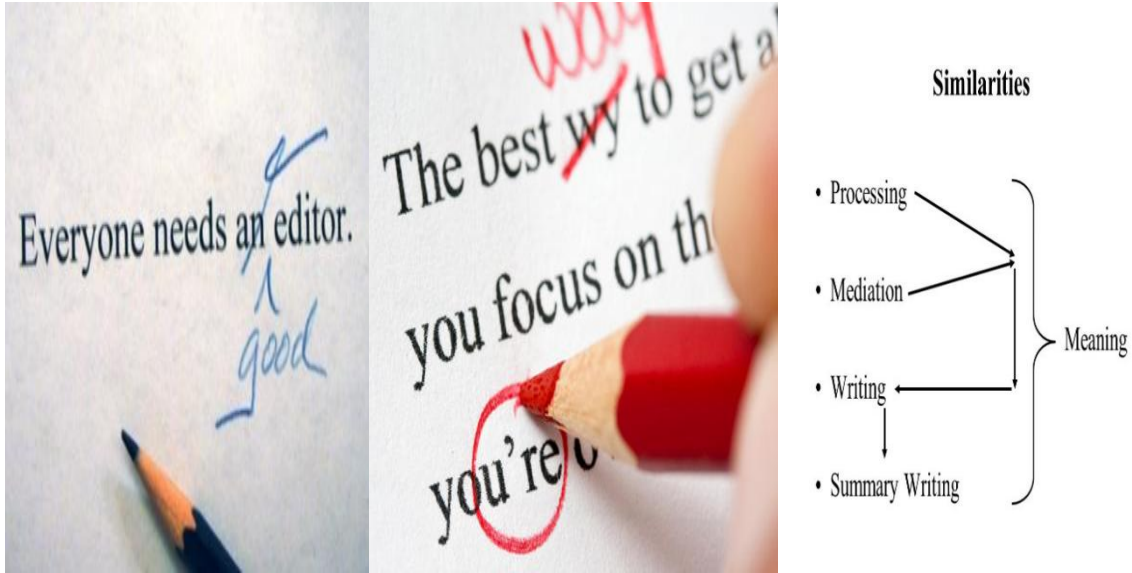 Everyone needs an editor.
good
way
The best wy to get a
you focus on th
you're
Similarities
• Processing
• Mediation
Meaning
• Writing
• Summary Writing